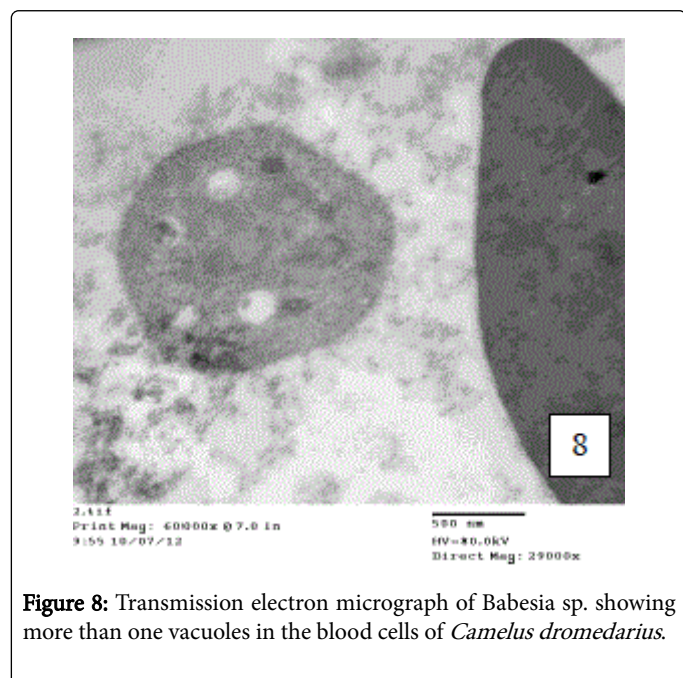 8
2.tif
Print Mag: 60000x @ 7.0 in
9:55 10/07/12
500 nm
HV=80.0kV
Direct Mag: 29000x
Figure 8: Transmission electron micrograph of Babesia sp. showing
more than one vacuoles in the blood cells of Camelus dromedarius.